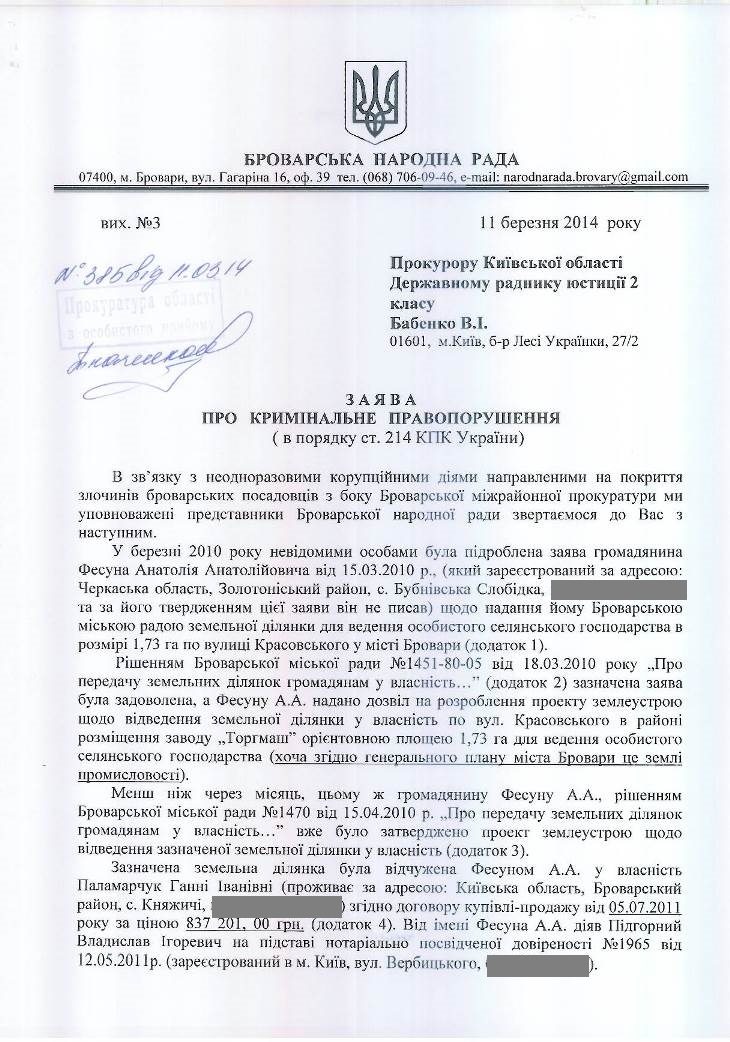 БРОВАРСЬКА НАРОДНА РАДА
07400, м. Бровари, вул. Гагаріна 16, оф. 39 тел. (068) 706-09-46, e-mail: narodnarada.brovary@gmail.com
вих. №3
11 березня 2014 року
№ 385 від 11.03.14
Прокуратура області
з особистого прийому
Прокурору Київської області
Державному раднику юстиції 2
класу
Бабенко В.І.
01601, м.Київ, б-р Лесі Українки, 27/2
З А Я В А
ПРО КРИМІНАЛЬНЕ ПРАВОПОРУШЕННЯ
( в порядку ст. 214 КПК України)
В зв’язку з неодноразовими корупційними діями направленими на покриття
злочинів броварських посадовців з боку Броварської міжрайонної прокуратури ми
уповноважені представники Броварської народної ради звертаємося до Вас з
наступним.
У березні 2010 року невідомими особами була підроблена заява громадянина
Фесуна Анатолія Анатолійовича від 15.03.2010 р., (який зареєстрований за адресою:
Черкаська область, Золотоніський район, с. Бубнівська Слобідка,
та за його твердженням цієї заяви він не писав) щодо надання йому Броварською
міською радою земельної ділянки для ведення особистого селянського господарства в
розмірі 1,73 га по вулиці Красовського у місті Бровари (додаток 1).
Рішенням Броварської міської ради №1451-80-05 від 18.03.2010 року „Про
передачу земельних ділянок громадянам у власність…” (додаток 2) зазначена заява
була задоволена, а Фесуну А.А. надано дозвіл на розроблення проекту землеустрою
щодо відведення земельної ділянки у власність по вул. Красовського в районі
розміщення заводу „Торгмаш” орієнтовною площею 1,73 га для ведення особистого
селянського господарства (хоча згідно генерального плану міста Бровари це землі
промисловості).
Менш ніж через місяць, цьому ж громадянину Фесуну А.А., рішенням
Броварської міської ради №1470 від 15.04.2010 р. „Про передачу земельних ділянок
громадянам у власність…” вже було затверджено проект землеустрою щодо
відведення зазначеної земельної ділянки у власність (додаток 3).
Зазначена земельна ділянка була відчужена Фесуном А.А. у власність
Паламарчук Ганні Іванівні (проживає за адресою: Київська область, Броварський
район, с. Княжичі, ) згідно договору купівлі-продажу від 05.07.2011
року за ціною 837 201, 00 грн. (додаток 4). Від імені Фесуна А.А. діяв Підгорний
Владислав Ігоревич на підставі нотаріально посвідченої довіреності №1965 від
12.05.2011р. (зареєстрований в м. Київ, вул. Вербицького, ).